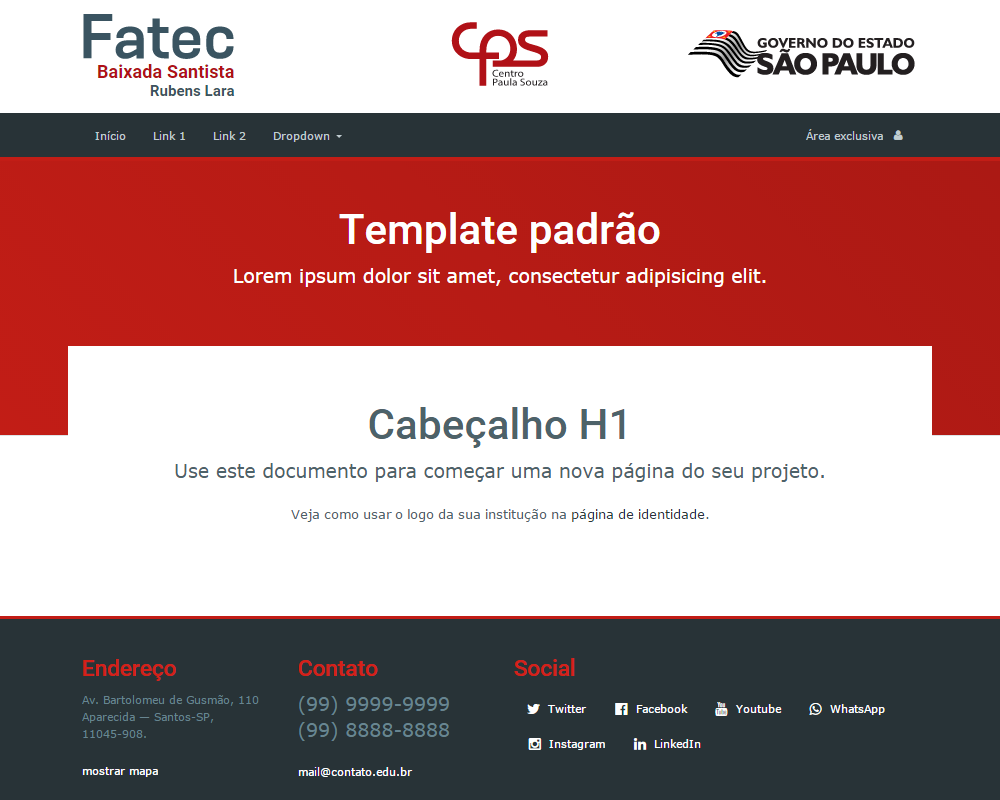 Fatec
Baixada Santista
Rubens Lara
cps
Centro
Paula Souza
GOVERNO DO ESTADO
SÃO PAULO
Início Link 1 Link 2 Dropdown Área exclusiva
Template padrão
Lorem ipsum dolor sit amet, consectetur adipisicing elit.
Cabeçalho H1
Use este documento para começar uma nova página do seu projeto.
Veja como usar o logo da sua institução na página de identidade.
Endereço
Av. Bartolomeu de Gusmão, 110
Aparecida — Santos-SP,
11045-908.
mostrar mapa
Contato
(99) 9999-9999
(99) 8888-8888
mail@contato.edu.br
Social
Twitter Facebook Youtube WhatsApp
Instagram LinkedIn